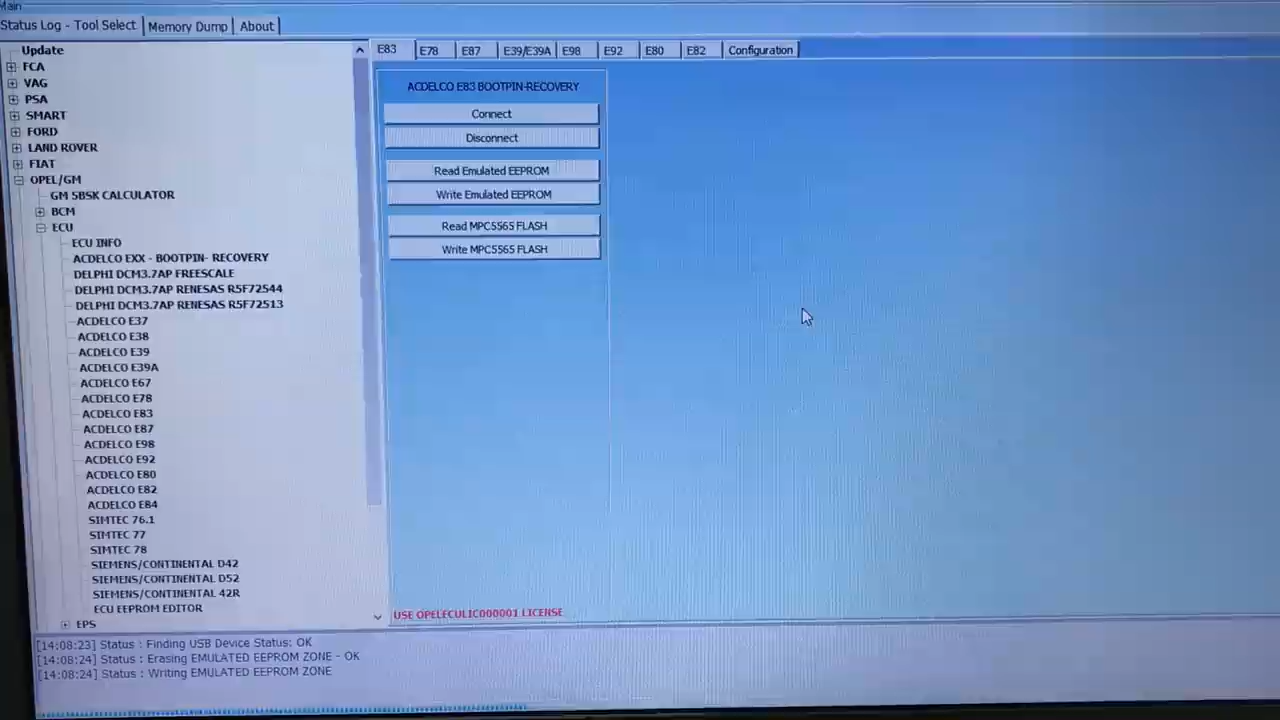 Main
Status Log - Tool Select Memory Dump About
Update
FCA
VAG
PSA
SMART
FORD
LAND ROVER
FIAT
OPEL/GM
GM SBSK CALCULATOR
BCM
ECU
ECU INFO
ACDELCO EXX - BOOTPIN- RECOVERY
DELPHI DCM3.7AP FREESCALE
DELPHI DCM3.7AP RENESAS R5F72544
DELPHI DCM3.7AP RENESAS R5F72513
ACDELCO E37
ACDELCO E38
ACDELCO E39
ACDELCO E39A
ACDELCO E67
ACDELCO E78
ACDELCO E83
ACDELCO E87
ACDELCO E98
ACDELCO E92
ACDELCO E80
ACDELCO E82
ACDELCO E84
SIMTEC 76.1
SIMTEC 77
SIMTEC 78
SIEMENS/CONTINENTAL D42
SIEMENS/CONTINENTAL D52
SIEMENS/CONTINENTAL 42R
ECU EEPROM EDITOR
EPS
E83 E78 E87 E39/E39A E98 E92 E80 E82 Configuration
ACDELCO E83 BOOTPIN-RECOVERY
Connect
Disconnect
Read Emulated EEPROM
Write Emulated EEPROM
Read MPC5565 FLASH
Write MPC5565 FLASH
USE OPELECULIC000001 LICENSE
[14:08:23] Status : Finding USB Device Status: OK
[14:08:24] Status : Erasing EMULATED EEPROM ZONE - OK
[14:08:24] Status : Writing EMULATED EEPROM ZONE